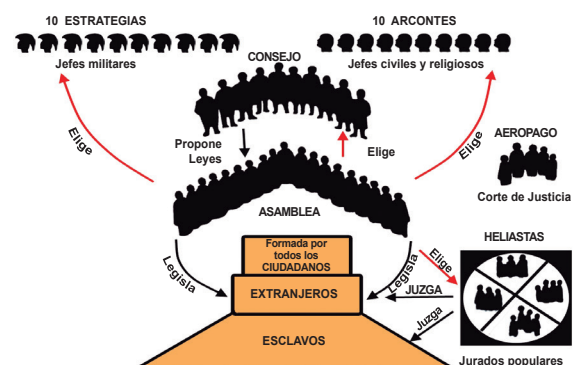 10 ESTRATEGIAS
Jefes militares
10 ARCONTES
Jefes civiles y religiosos
CONSEJO
Elige
Propone
Leyes
Elige
Elige
AEROPAGO
Corte de Justicia
ASAMBLEA
Formada por
todos los
CIUDADANOS
Legisla
Legisla
Elige
HELIASTAS
EXTRANJEROS
JUZGA
Juzga
ESCLAVOS
Jurados populares